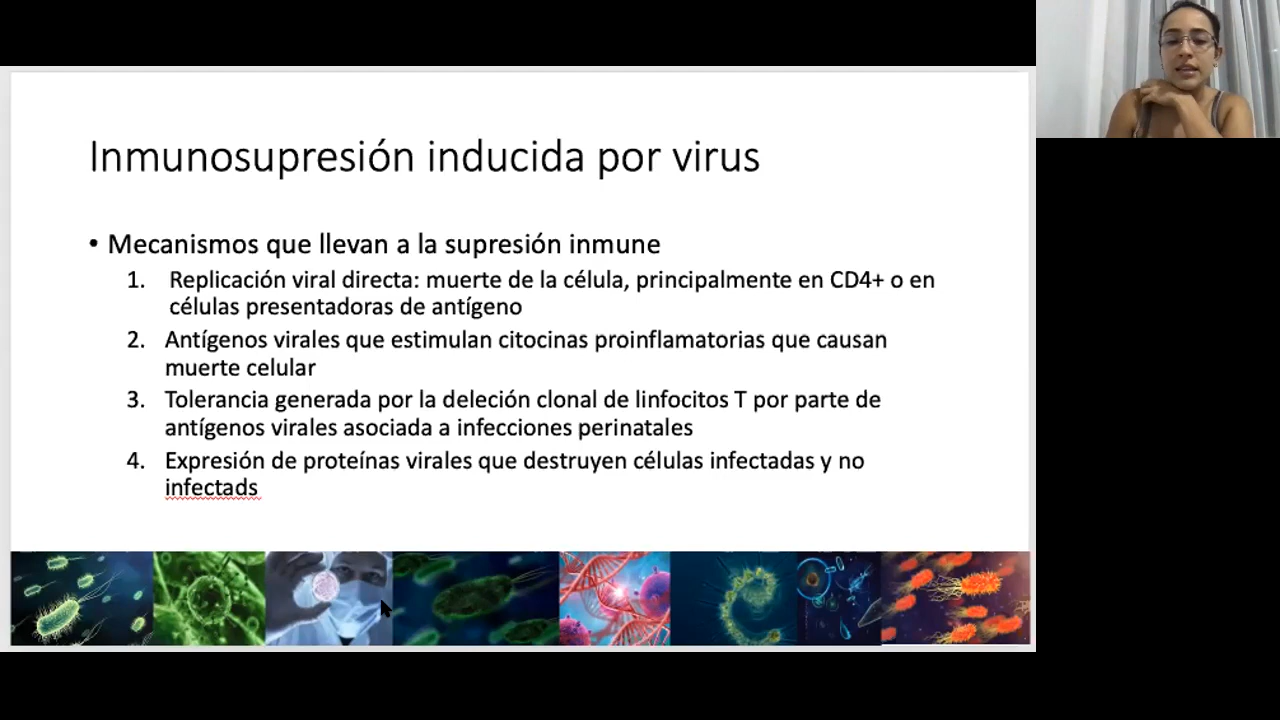 Inmunosupresión inducida por virus
• Mecanismos que llevan a la supresión inmune
1. Replicación viral directa: muerte de la célula, principalmente en CD4+ o en
células presentadoras de antígeno
2. Antígenos virales que estimulan citocinas proinflamatorias que causan
muerte celular
3. Tolerancia generada por la deleción clonal de linfocitos T por parte de
antígenos virales asociada a infecciones perinatales
4. Expresión de proteínas virales que destruyen células infectadas y no
infectads